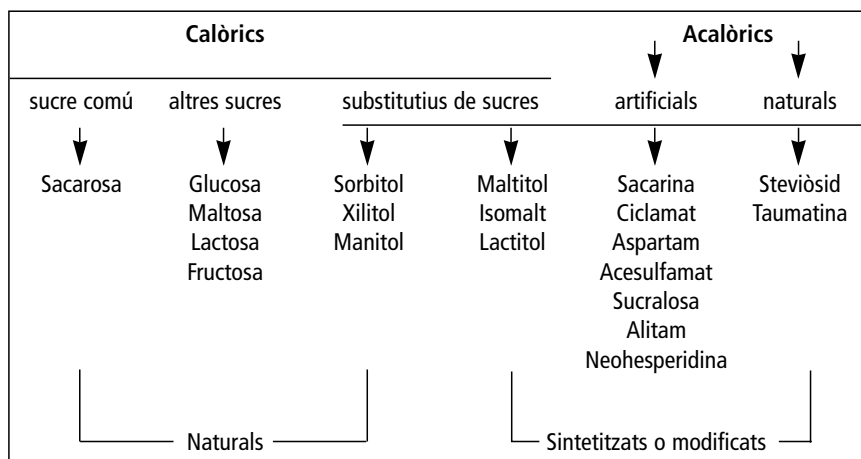 Calòrics Acalòrics
sucre comú altres sucres substitutius de sucres artificials naturals
Sacarosa Glucosa Sorbitol Maltitol Sacarina Steviòsid
Maltosa Xilitol Isomalt Ciclamat Taumatina
Lactosa Manitol Lactitol Aspartam
Fructosa Acesulfamat
Sucralosa
Alitam
Neohesperidina
Naturals Sintetitzats o modificats